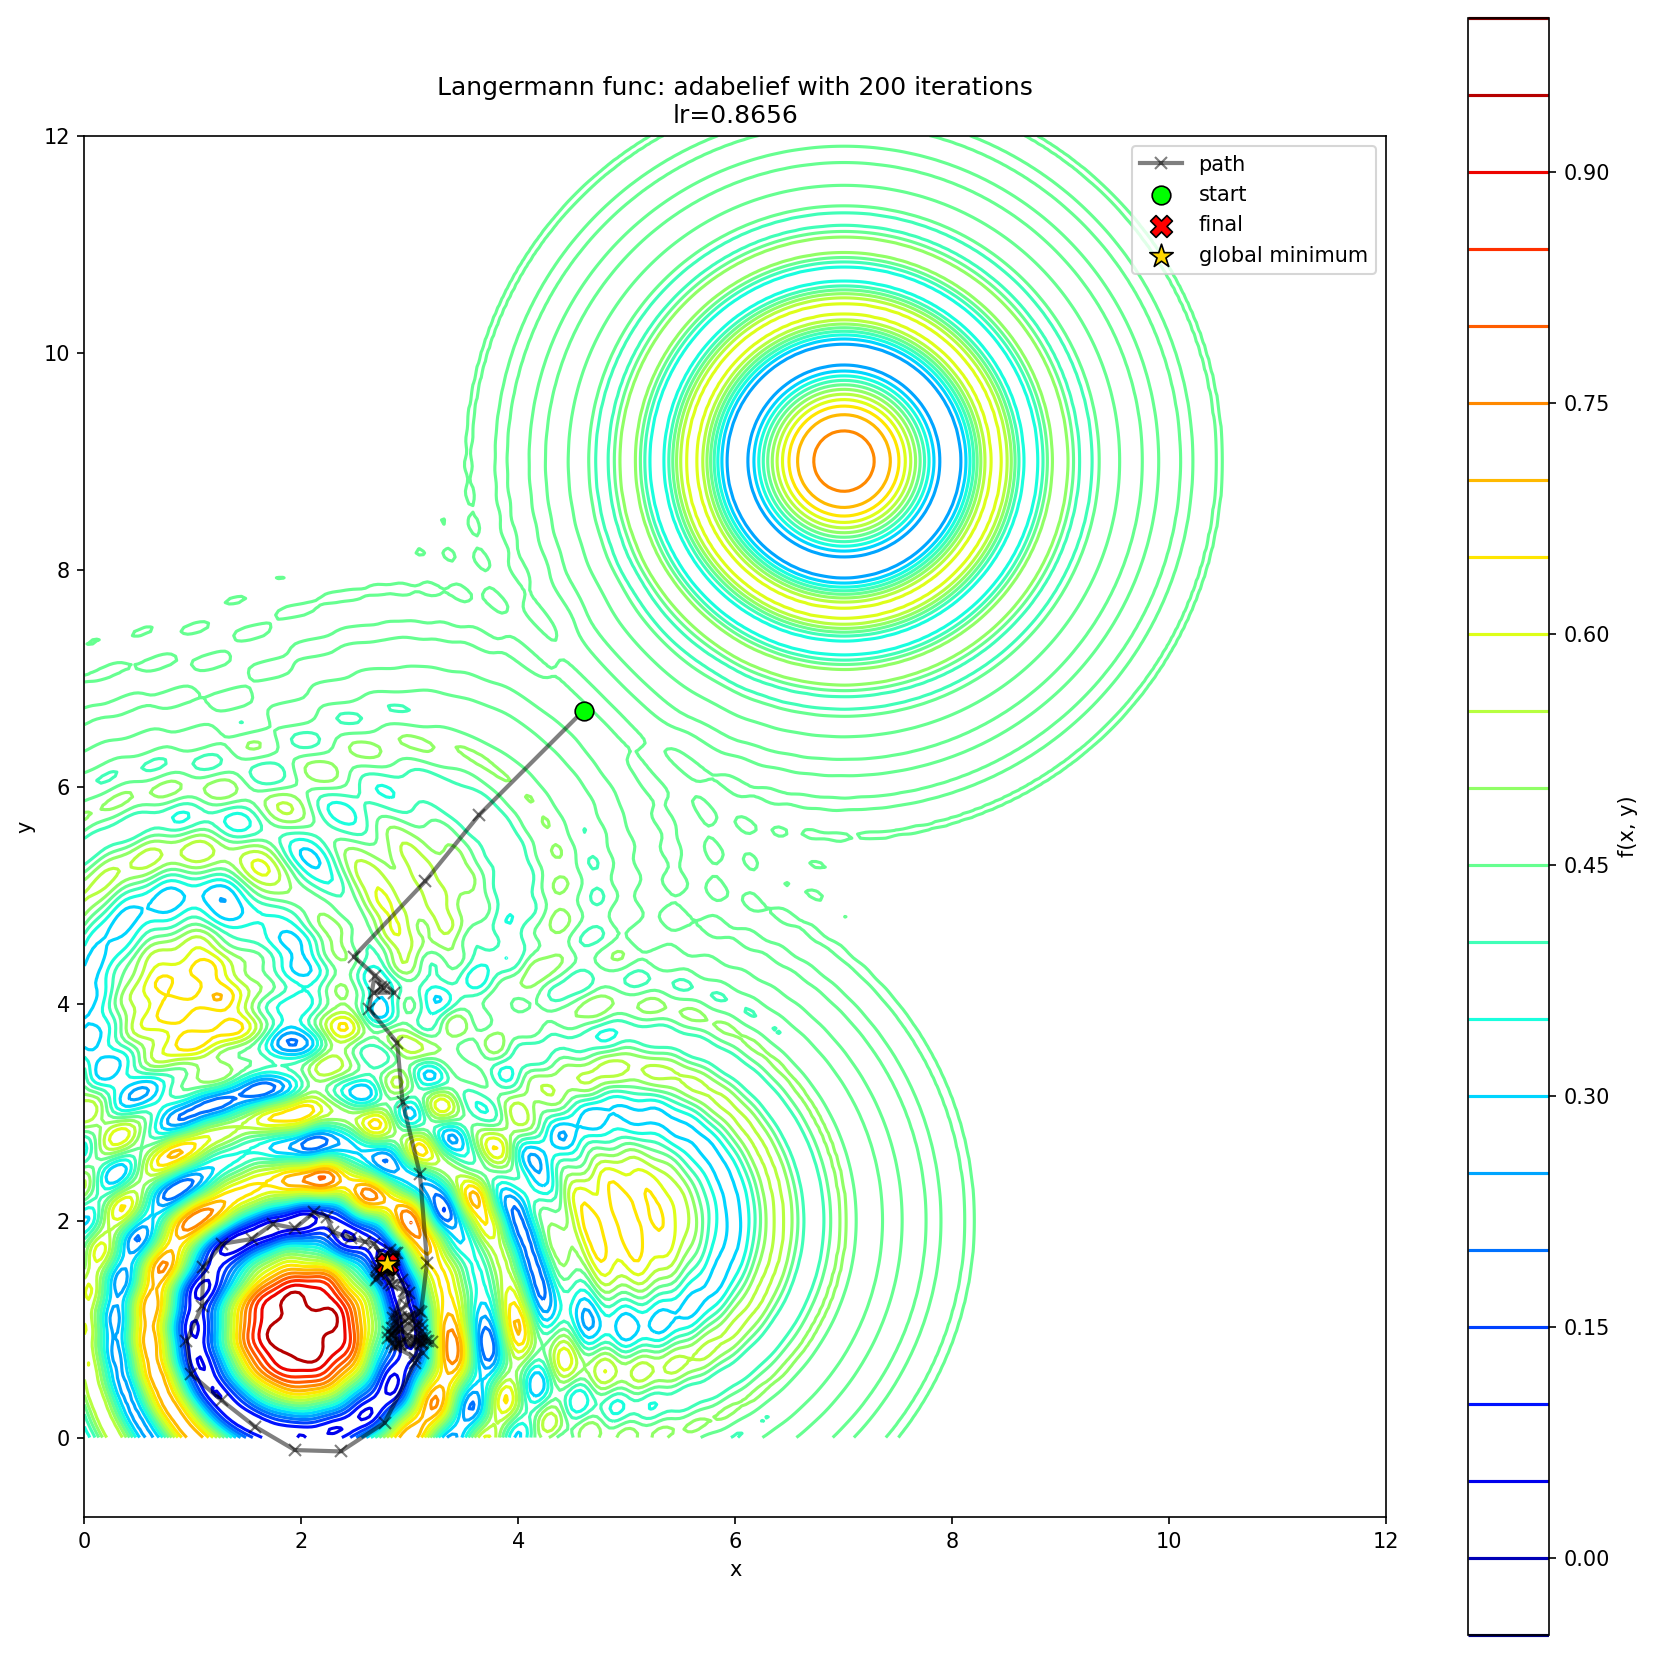 Langermann func: adabelief with 200 iterations
lr=0.8656
path
start
final
global minimum
12
10
8
6
4
2
0
y
0
2
4
6
8
10
12
x
0.90
0.75
0.60
0.45
0.30
0.15
0.00
f(x, y)